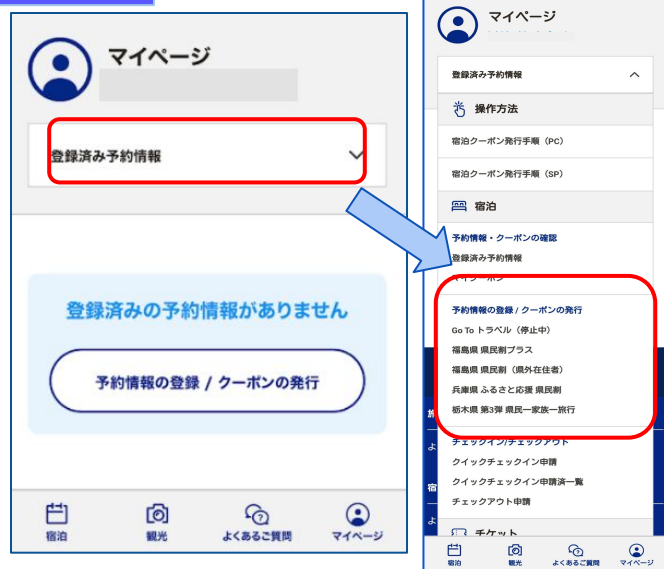 マイページ
登録済み予約情報
登録済みの予約情報がありません
予約情報の登録 / クーポンの発行
宿泊
観光
よくあるご質問
マイページ
マイページ
登録済み予約情報
操作方法
宿泊クーポン発行手順（PC）
宿泊クーポン発行手順（SP）
宿泊
予約情報・クーポンの確認
登録済み予約情報
マイクーポン
予約情報の登録 / クーポンの発行
Go To トラベル（停止中）
福島県 県民割プラス
福島県 県民割（県外在住者）
兵庫県 ふるさと応援 県民割
栃木県 第3弾 県民一家族一旅行
チェックイン/チェックアウト
クイックチェックイン申請
クイックチェックイン申請済一覧
チェックアウト申請
チケット
よ
宿
よ
宿泊
観光
よくあるご質問
マイページ